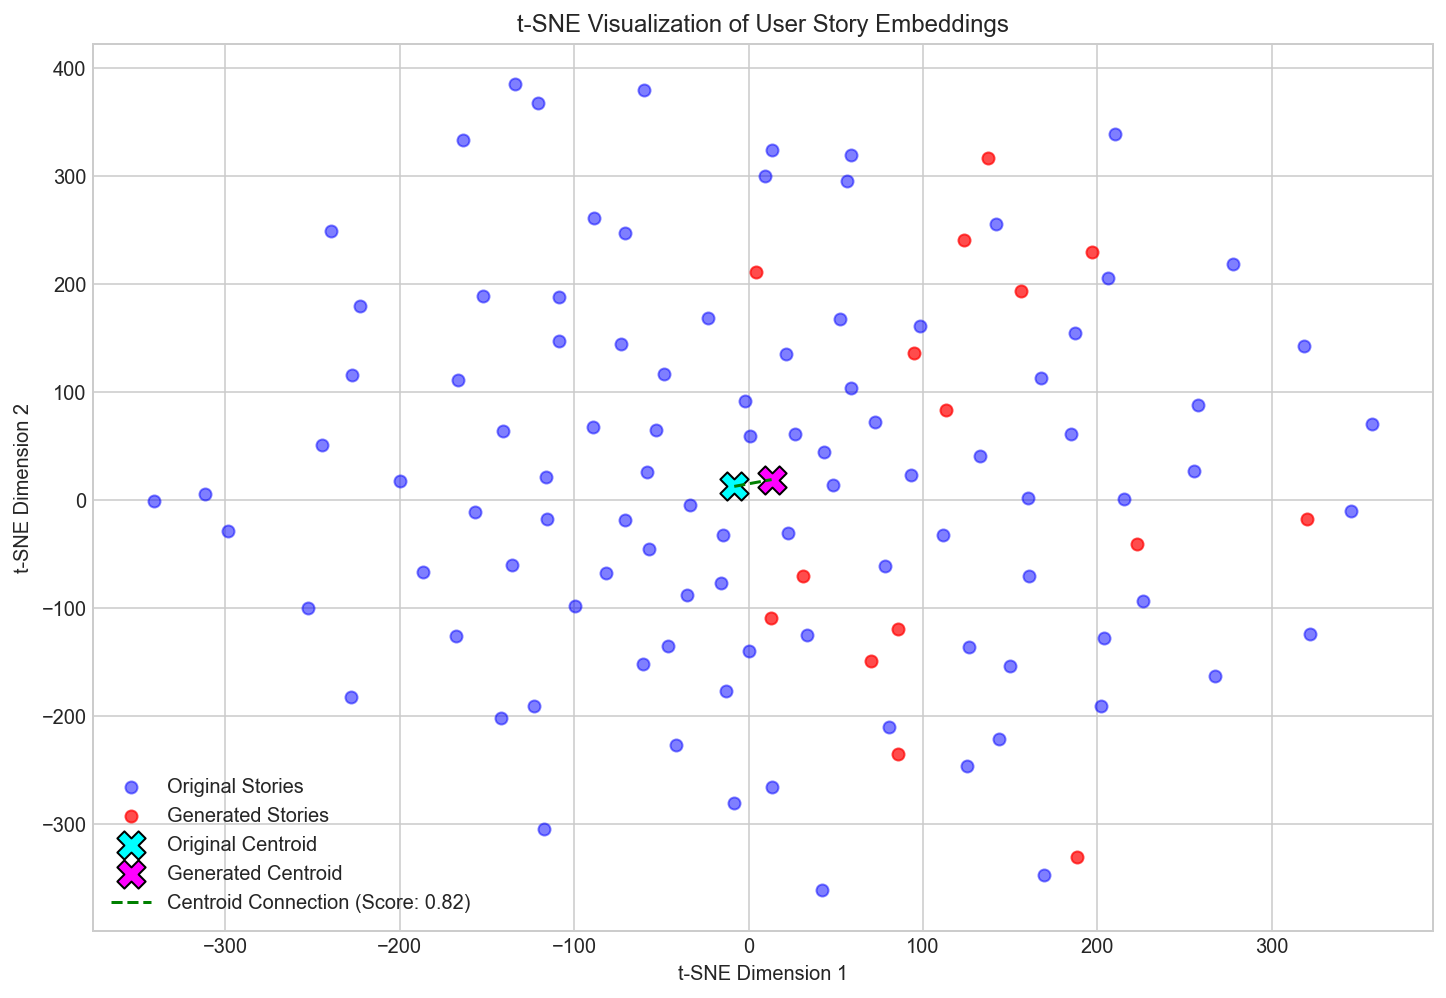 t-SNE Visualization of User Story Embeddings
400
300
200
100
0
−100
−200
−300
t-SNE Dimension 2
Original Stories
Generated Stories
Original Centroid
Generated Centroid
Centroid Connection (Score: 0.82)
−300 −200 −100 0 100 200 300
t-SNE Dimension 1